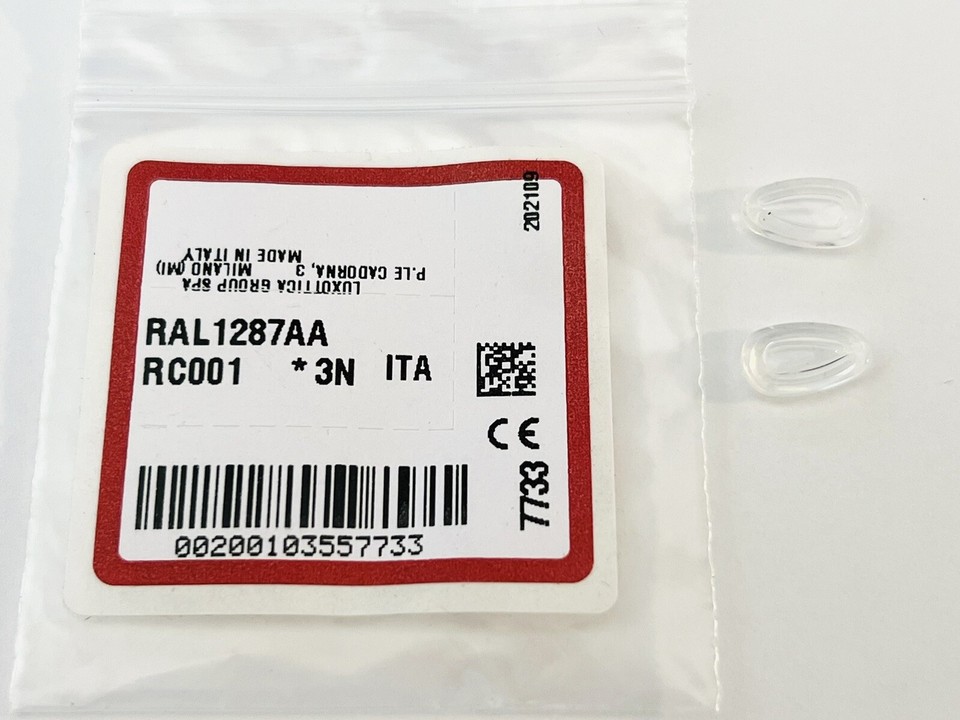 202109
LUXOTTICA GROUP SPA
P.LE CADORNA, 3 MILANO (MI)
MADE IN ITALY
RAL1287AA
RC001 *3N ITA
CE
7733
00200103557733